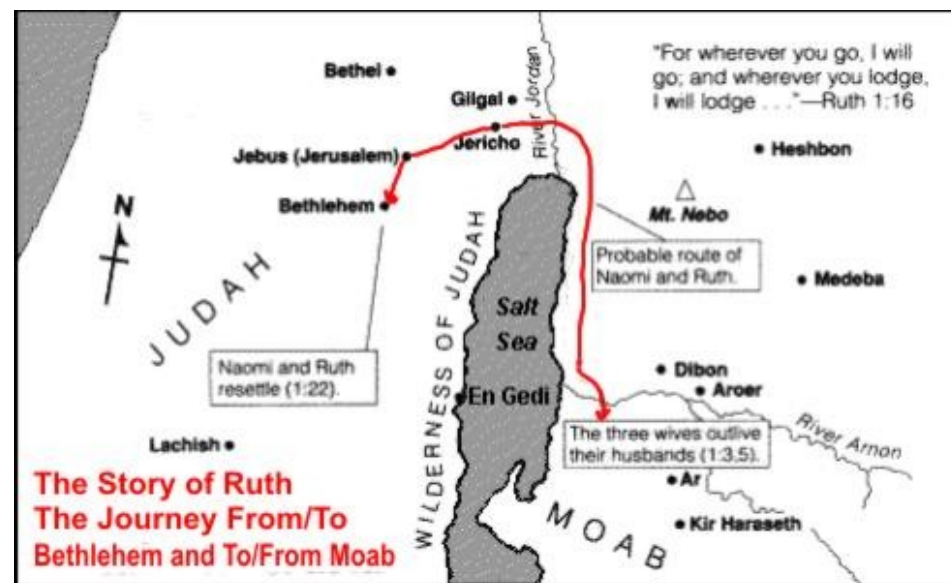 "For wherever you go, I will
go; and wherever you lodge,
I will lodge . . ."—Ruth 1:16
Bethel
Gilgal
River Jordan
Jericho
Jebus (Jerusalem)
Heshbon
Bethlehem
Mt. Nebo
N
Probable route of
Naomi and Ruth.
Medeba
JUDAH
WILDERNESS OF JUDAH
Salt
Sea
Naomi and Ruth
resettle (1:22).
En Gedi
Dibon
Aroer
River Arnon
The three wives outlive
their husbands (1:3,5).
Lachish
Ar
MOAB
Kir Haraseth
The Story of Ruth
The Journey From/To
Bethlehem and To/From Moab